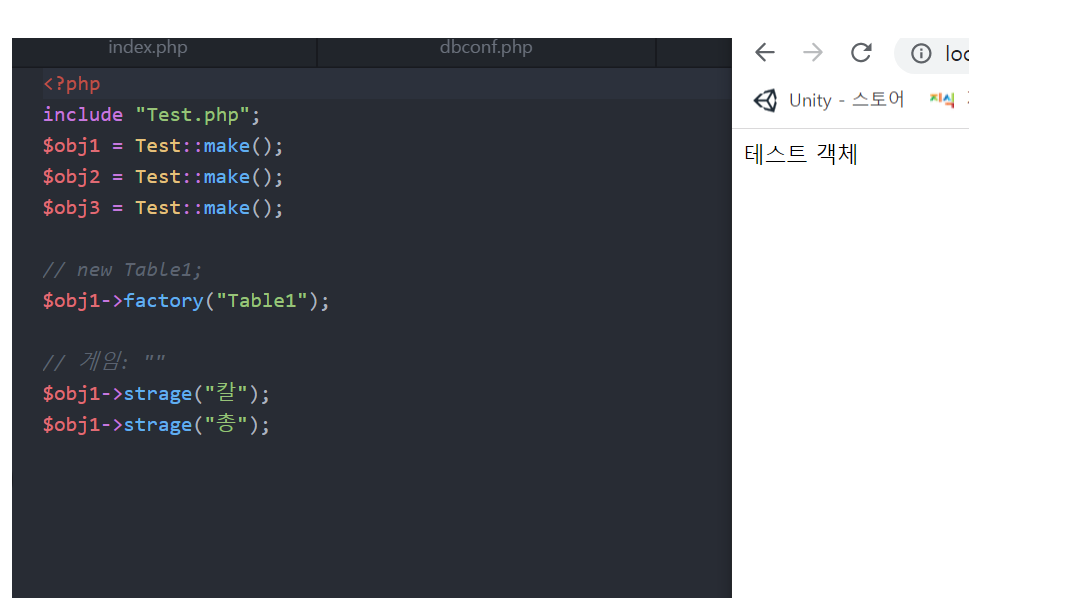 index.php
dbconf.php
<?php
include "Test.php";
$obj1 = Test::make();
$obj2 = Test::make();
$obj3 = Test::make();
// new Table1;
$obj1->factory("Table1");
// 게임: ""
$obj1->strage("칼");
$obj1->strage("총");
loc
Unity - 스토어
지식
테스트 객체